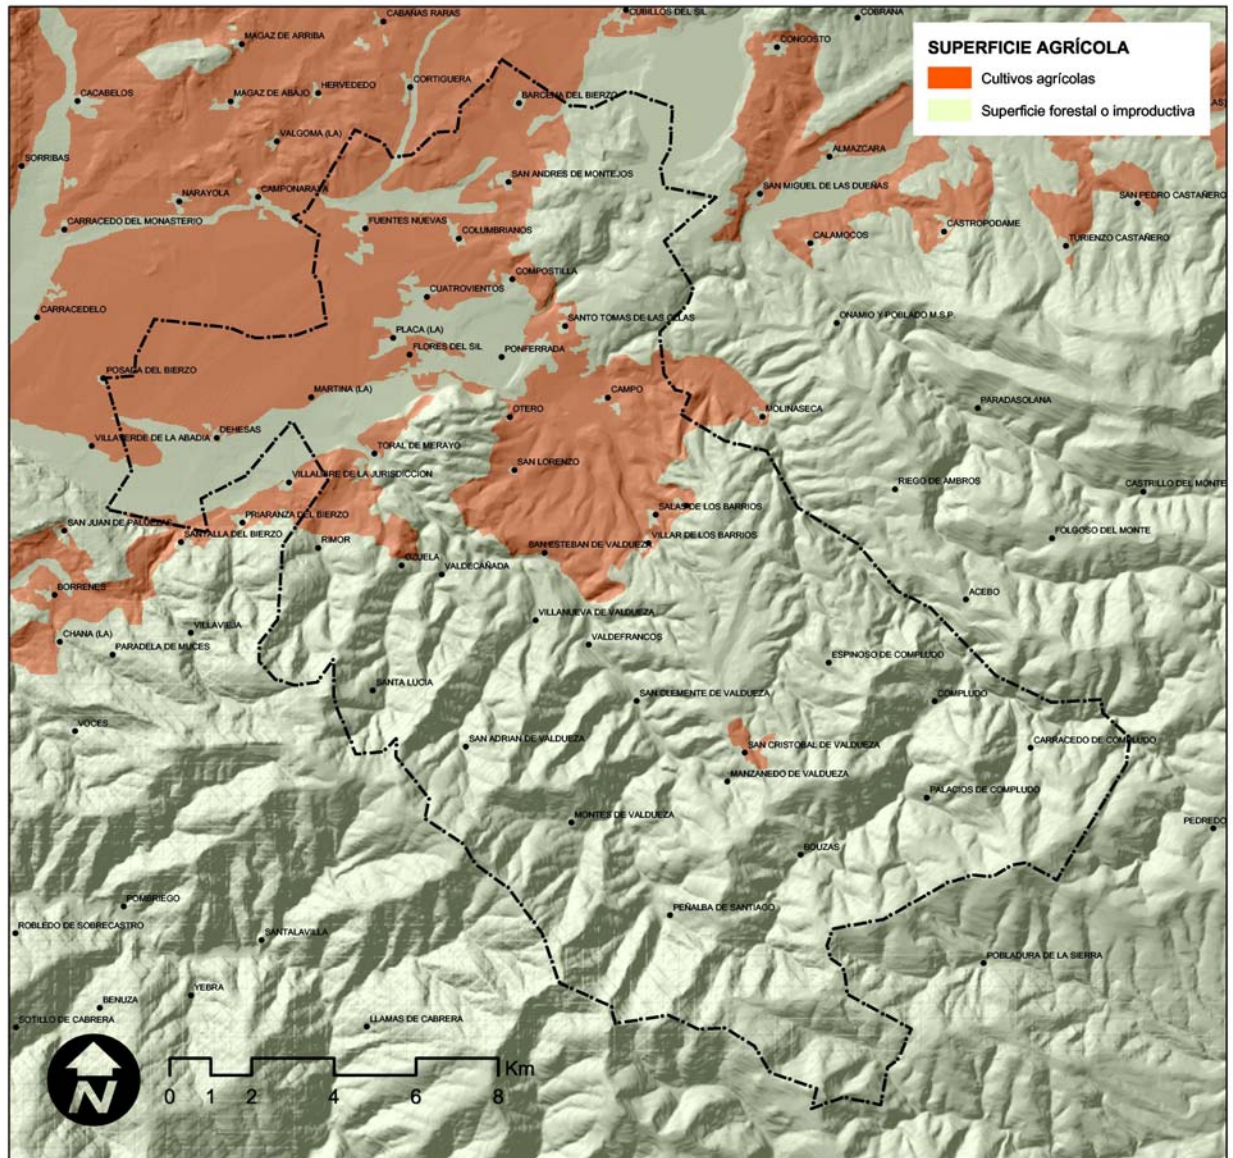 CUBILLOS DEL SIL
COBRANA
CABAÑAS RARAS
MAGAZ DE ARRIBA
CONGOSTO
SUPERFICIE AGRÍCOLA
Cultivos agrícolas
Superficie forestal o improductiva
CACABELOS
MAGAZ DE ABAJO
HERVEDEDO
CORTIGUERA
BARCENA DEL BIERZO
VALGOMA (LA)
ALMAZCARA
SORRIBAS
SAN ANDRES DE MONTEJOS
NARAYOLA
CAMPONARAYA
SAN MIGUEL DE LAS DUEÑAS
SAN PEDRO CASTAÑERO
CARRACEDO DEL MONASTERIO
FUENTES NUEVAS
COLUMBRIANOS
CASTROPODAME
CALAMOCOS
TURIENZO CASTAÑERO
COMPOSTILLA
CUATROVIENTOS
CARRACEDELO
SANTO TOMAS DE LAS OLLAS
ONAMIO Y POBLADO M.S.P.
PLACA (LA)
FLORES DEL SIL
PONFERRADA
POSADA DEL BIERZO
MARTINA (LA)
CAMPO
OTERO
MOLINASECA
PARADASOLANA
VILLAVERDE DE LA ABADIA
DEHESAS
TORAL DE MERAYO
SAN LORENZO
VILLALIBRE DE LA JURISDICCION
RIEGO DE AMBROS
CASTRILLO DEL MONTE
SAN JUAN DE PALUEZAS
PRIARANZA DEL BIERZO
SALAS DE LOS BARRIOS
SANTALLA DEL BIERZO
RIMOR
SAN ESTEBAN DE VALDUEZA
VILLAR DE LOS BARRIOS
FOLGOSO DEL MONTE
OZUELA
VALDECAÑADA
BORRENES
ACEBO
VILLANUEVA DE VALDUEZA
CHANA (LA)
VILLAVIEJA
PARADELA DE MUCES
VALDEFRANCOS
ESPINOSO DE COMPLUDO
SANTA LUCIA
SAN CLEMENTE DE VALDUEZA
COMPLUDO
VOCES
SAN ADRIAN DE VALDUEZA
SAN CRISTOBAL DE VALDUEZA
CARRACEDO DE COMPLUDO
MANZANEDO DE VALDUEZA
PALACIOS DE COMPLUDO
MONTES DE VALDUEZA
PEDREDO
BOUZAS
POMBRIEGO
PEÑALBA DE SANTIAGO
ROBLEDO DE SOBRECASTRO
SANTALAVILLA
POBLADURA DE LA SIERRA
YEBRA
BENUZA
SOTILLO DE CABRERA
LLAMAS DE CABRERA
N
Km
0 1 2 4 6 8